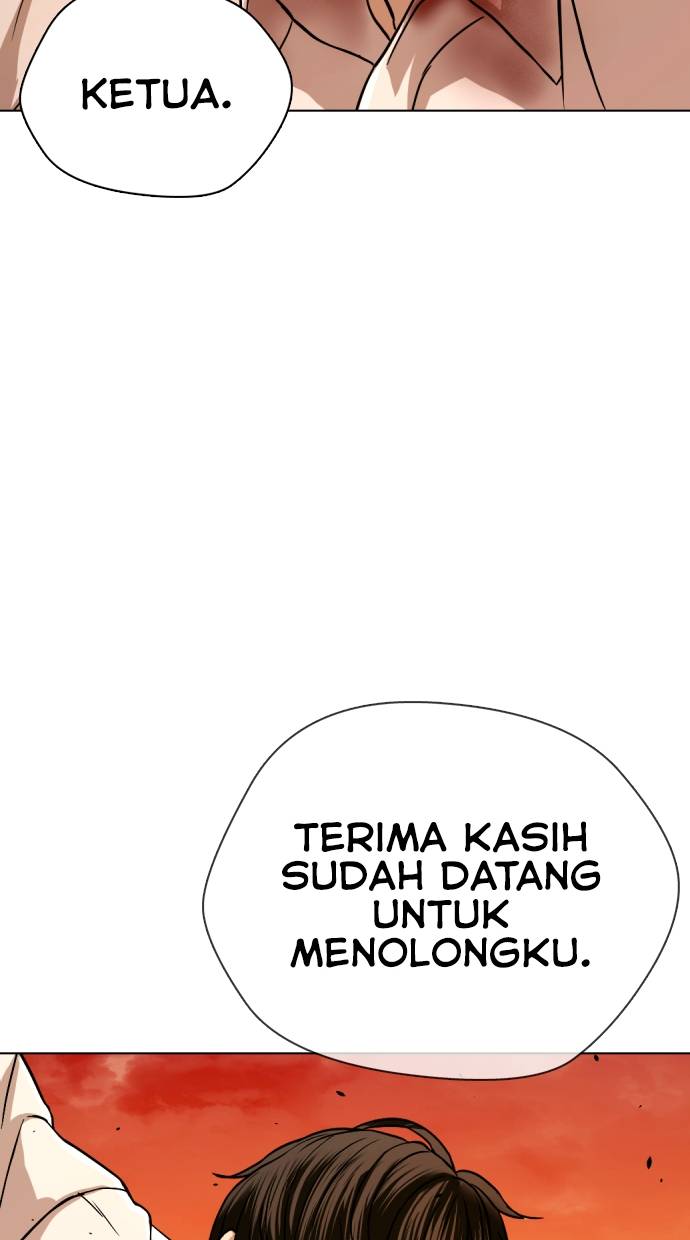 KETUA.
TERIMA KASIH
SUDAH DATANG
UNTUK
MENOLONGKU.